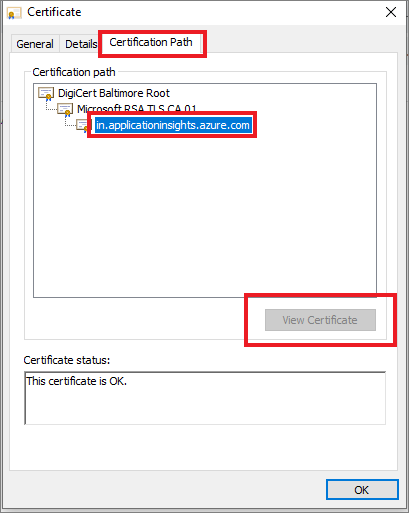 Certificate
General Details Certification Path
Certification path
DigiCert Baltimore Root
Microsoft RSA TLS CA 01
in.applicationinsights.azure.com
View Certificate
Certificate status:
This certificate is OK.
OK